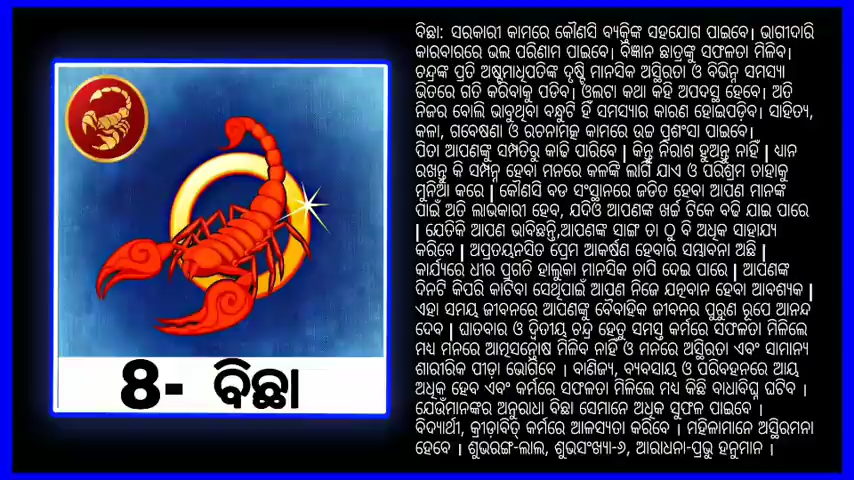 ବିଛା: ସରକାରୀ କାମରେ କୌଣସି ବ୍ୟକ୍ତିଙ୍କ ସହଯୋଗ ପାଇବେ। ଭାଗୀଦାରି
କାରବାରରେ ଭଲ ପରିଣାମ ପାଇବେ। ବିଜ୍ଞାନ ଛାତ୍ରଙ୍କୁ ସଫଳତା ମିଳିବ।
ଚନ୍ଦ୍ରଙ୍କ ପ୍ରତି ଅଷ୍ଟମାଧିପତିଙ୍କ ଦୃଷ୍ଟି ମାନସିକ ଅସ୍ଥିରତା ଓ ବିଭିନ୍ନ ସମସ୍ୟା
ଭିତରେ ଗତି କରିବାକୁ ପଡିବ। ଓଲଟା କଥା କହି ଅପଦସ୍ଥ ହେବେ। ଅତି
ନିଜର ବୋଲି ଭାବୁଥିବା ବନ୍ଧୁଟି ହିଁ ସମସ୍ୟାର କାରଣ ହୋଇପଡ଼ିବ। ସାହିତ୍ୟ,
କଳା, ଗବେଷଣା ଓ ରଚନାମତ୍କ କାମରେ ଉଚ୍ଚ ପ୍ରଶଂସା ପାଇବେ।
ପିତା ଆପଣଙ୍କୁ ସମ୍ପତିରୁ କାଢି ପାରିବେ | କିନ୍ତୁ ନିରାଶ ହୁଅନ୍ତୁ ନାହିଁ | ଧ୍ୟାନ
ରଖନ୍ତୁ କି ସମ୍ପନ୍ନ ହେବା ମନରେ କଳଙ୍କି ଲାଗି ଯାଏ ଓ ପରିଶ୍ରମ ତାହାକୁ
ମୁନିଆ କରେ | କୌଣସି ବଡ ସଂସ୍ଥାନରେ ଜଡିତ ହେବା ଆପଣ ମାନଙ୍କ
ପାଇଁ ଅତି ଲାଭକାରୀ ହେବ, ଯଦିଓ ଆପଣଙ୍କ ଖର୍ଚ୍ଚ ଟିକେ ବଢି ଯାଇ ପାରେ
| ଯେତିକି ଆପଣ ଭାବିଛନ୍ତି,ଆପଣଙ୍କ ସାଙ୍ଗ ତା ଠୁ ବି ଅଧିକ ସାହାଯ୍ୟ
କରିବେ | ଅପ୍ରତ୍ୟନସିତ ପ୍ରେମ ଆକର୍ଷଣ ହେବାର ସମ୍ଭାବନା ଅଛି |
କାର୍ଯ୍ୟରେ ଧୀର ପ୍ରଗତି ହାଲୁକା ମାନସିକ ଚାପ ଦେଇ ପାରେ | ଆପଣଙ୍କ
ଦିନଟି କିପରି କାଟିବା ସେଥିପାଇଁ ଆପଣ ନିଜେ ଯତ୍ନବାନ ହେବା ଆବଶ୍ୟକ |
ଏହା ସମୟ ଜୀବନରେ ଆପଣଙ୍କୁ ବୈବାହିକ ଜୀବନର ପୁରୁଣ ରୂପେ ଆନନ୍ଦ
ଦେବ | ଘାତବାର ଓ ଦ୍ୱିତୀୟ ଚନ୍ଦ୍ର ହେତୁ ସମସ୍ତ କର୍ମରେ ସଫଳତା ମିଳିଲେ
ମଧ୍ୟ ମନରେ ଆତ୍ମସନ୍ତୋଷ ମିଳିବ ନାହିଁ ଓ ମନରେ ଅସ୍ଥିରତା ଏବଂ ସାମାନ୍ୟ
ଶାରୀରିକ ପୀଡ଼ା ଭୋଗିବେ । ବାଣିଜ୍ୟ, ବ୍ୟବସାୟ ଓ ପରିବହନରେ ଆୟ
ଅଧିକ ହେବ ଏବଂ କର୍ମରେ ସଫଳତା ମିଳିଲେ ମଧ୍ୟ କିଛି ବାଧାବିଘ୍ନ ଘଟିବ ।
ଯେଉଁମାନଙ୍କର ଅନୁରାଧା ବିଛା ସେମାନେ ଅଧିକ ସୁଫଳ ପାଇବେ ।
ବିଦ୍ୟାର୍ଥୀ, କ୍ରୀଡ଼ାବିତ୍ କର୍ମରେ ଆଳସ୍ୟତା କରିବେ । ମହିଳାମାନେ ଅସ୍ଥିରମନା
ହେବେ । ଶୁଭରଙ୍ଗ-ଲାଲ, ଶୁଭସଂଖ୍ୟା-୬, ଆରାଧନା-ପ୍ରଭୁ ହନୁମାନ ।
8- ବିଛା